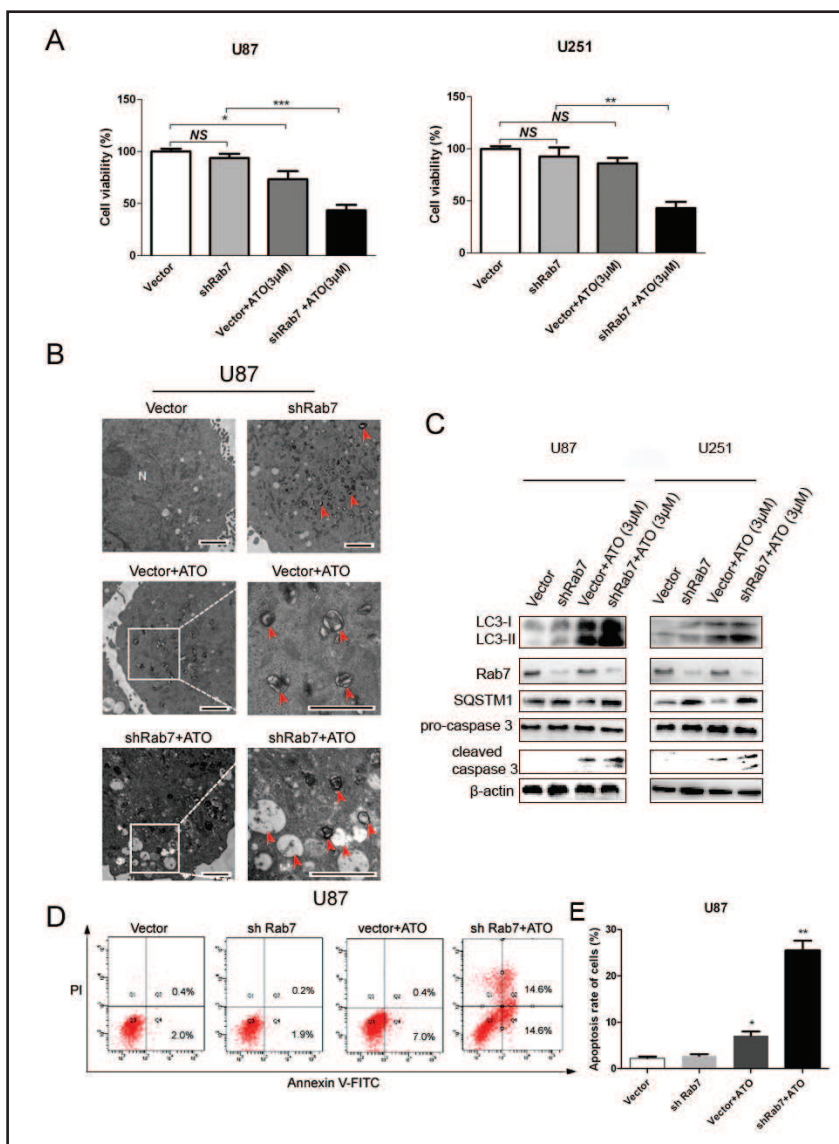 A
U87
U251
150
100
50
0
Cell viability (%)
*
***
NS
Vector
shRab7
Vector+ATO(3μM)
shRab7 +ATO(3μM)
150
100
50
0
Cell viability (%)
**
NS
NS
Vector
shRab7
Vector+ATO(3μM)
shRab7 +ATO(3μM)
B
U87
Vector
shRab7
N
Vector+ATO
Vector+ATO
shRab7+ATO
shRab7+ATO
C
U87
U251
Vector
shRab7
Vector+ATO (3μM)
shRab7+ATO (3μM)
Vector
shRab7
Vector+ATO (3μM)
shRab7+ATO (3μM)
LC3-I
LC3-II
Rab7
SQSTM1
pro-caspase 3
cleaved
caspase 3
β-actin
D
U87
Vector
sh Rab7
vector+ATO
sh Rab7+ATO
PI
0.4%
2.0%
0.2%
1.9%
0.4%
7.0%
14.6%
14.6%
Annexin V-FITC
E
U87
Apoptosis rate of cells (%)
30
20
10
0
*
**
Vector
sh Rab7
Vector+ATO
shRab7+ATO